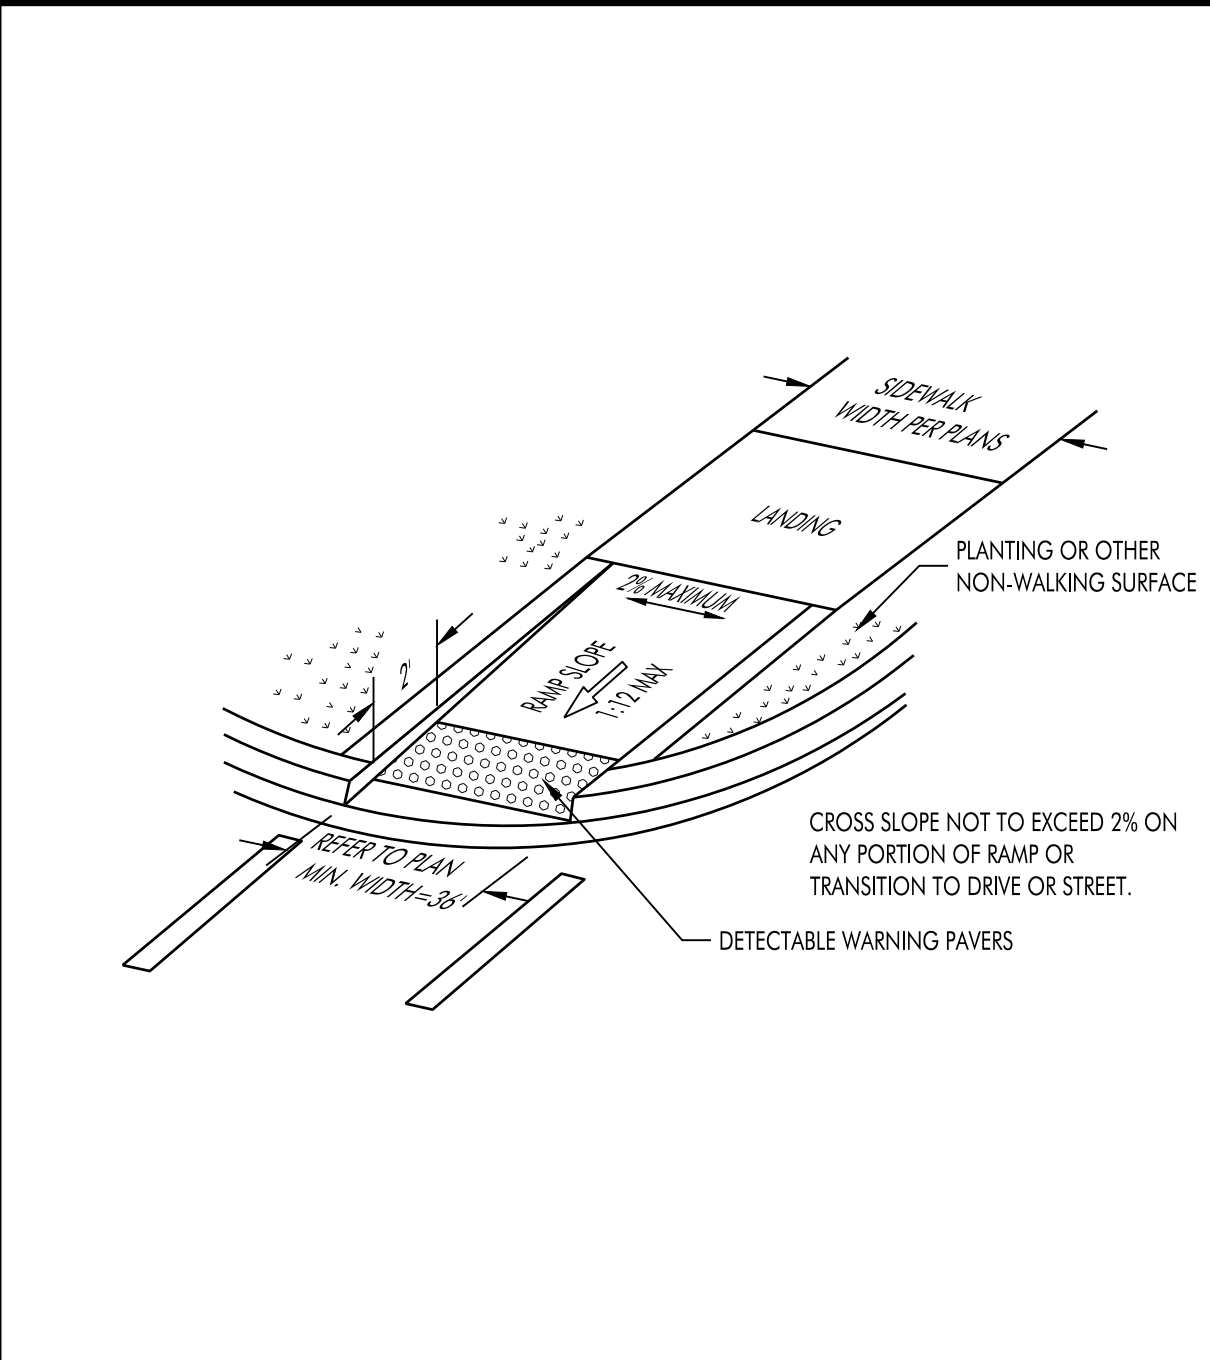 SIDEWALK
WIDTH PER PLANS
LANDING
PLANTING OR OTHER
NON-WALKING SURFACE
2% MAXIMUM
2'
RAMP SLOPE
1:12 MAX
REFER TO PLAN
MIN. WIDTH=36"
CROSS SLOPE NOT TO EXCEED 2% ON
ANY PORTION OF RAMP OR
TRANSITION TO DRIVE OR STREET.
DETECTABLE WARNING PAVERS